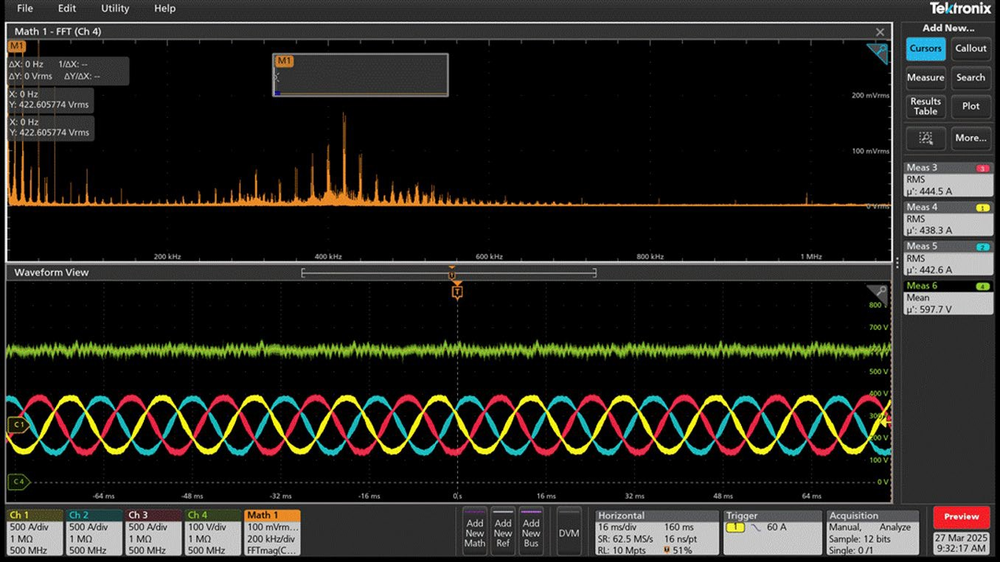 File Edit Utility Help
Tektronix
Add New...
Math 1 - FFT (Ch 4)
M1
ΔX: 0 Hz 1/ΔX: --
ΔY: 0 Vrms ΔY/ΔX: --
X: 0 Hz
Y: 422.605774 Vrms
X: 0 Hz
Y: 422.605774 Vrms
M1
200 mVrms
100 mVrms
0 Vrms
200 kHz 400 kHz 600 kHz 800 kHz 1 MHz
Cursors Callout
Measure Search
Results
Table
Plot
More...
Meas 3 3
RMS
µ': 444.5 A
Meas 4 1
RMS
µ': 438.3 A
Meas 5 2
RMS
µ': 442.6 A
Meas 6 4
Mean
µ': 597.7 V
Waveform View
T
T
800
700 V
500 V
400 V
300
200 V
100 V
0 V
C1
C4
-64 ms -48 ms -32 ms -16 ms 0 s 16 ms 32 ms 48 ms 64 ms
Ch 1
500 A/div
1 MΩ
500 MHz
Ch 2
500 A/div
1 MΩ
500 MHz
Ch 3
500 A/div
1 MΩ
500 MHz
Ch 4
100 V/div
1 MΩ
500 MHz
Math 1
100 mVrm...
200 kHz/div
FFTmag(C...
Add
New
Math
Add
New
Ref
Add
New
Bus
DVM
Horizontal
16 ms/div 160 ms
SR: 62.5 MS/s 16 ns/pt
RL: 10 Mpts T 51%
Trigger
1 60 A
Acquisition
Manual, Analyze
Sample: 12 bits
Single: 0 /1
Preview
27 Mar 2025
9:32:17 AM